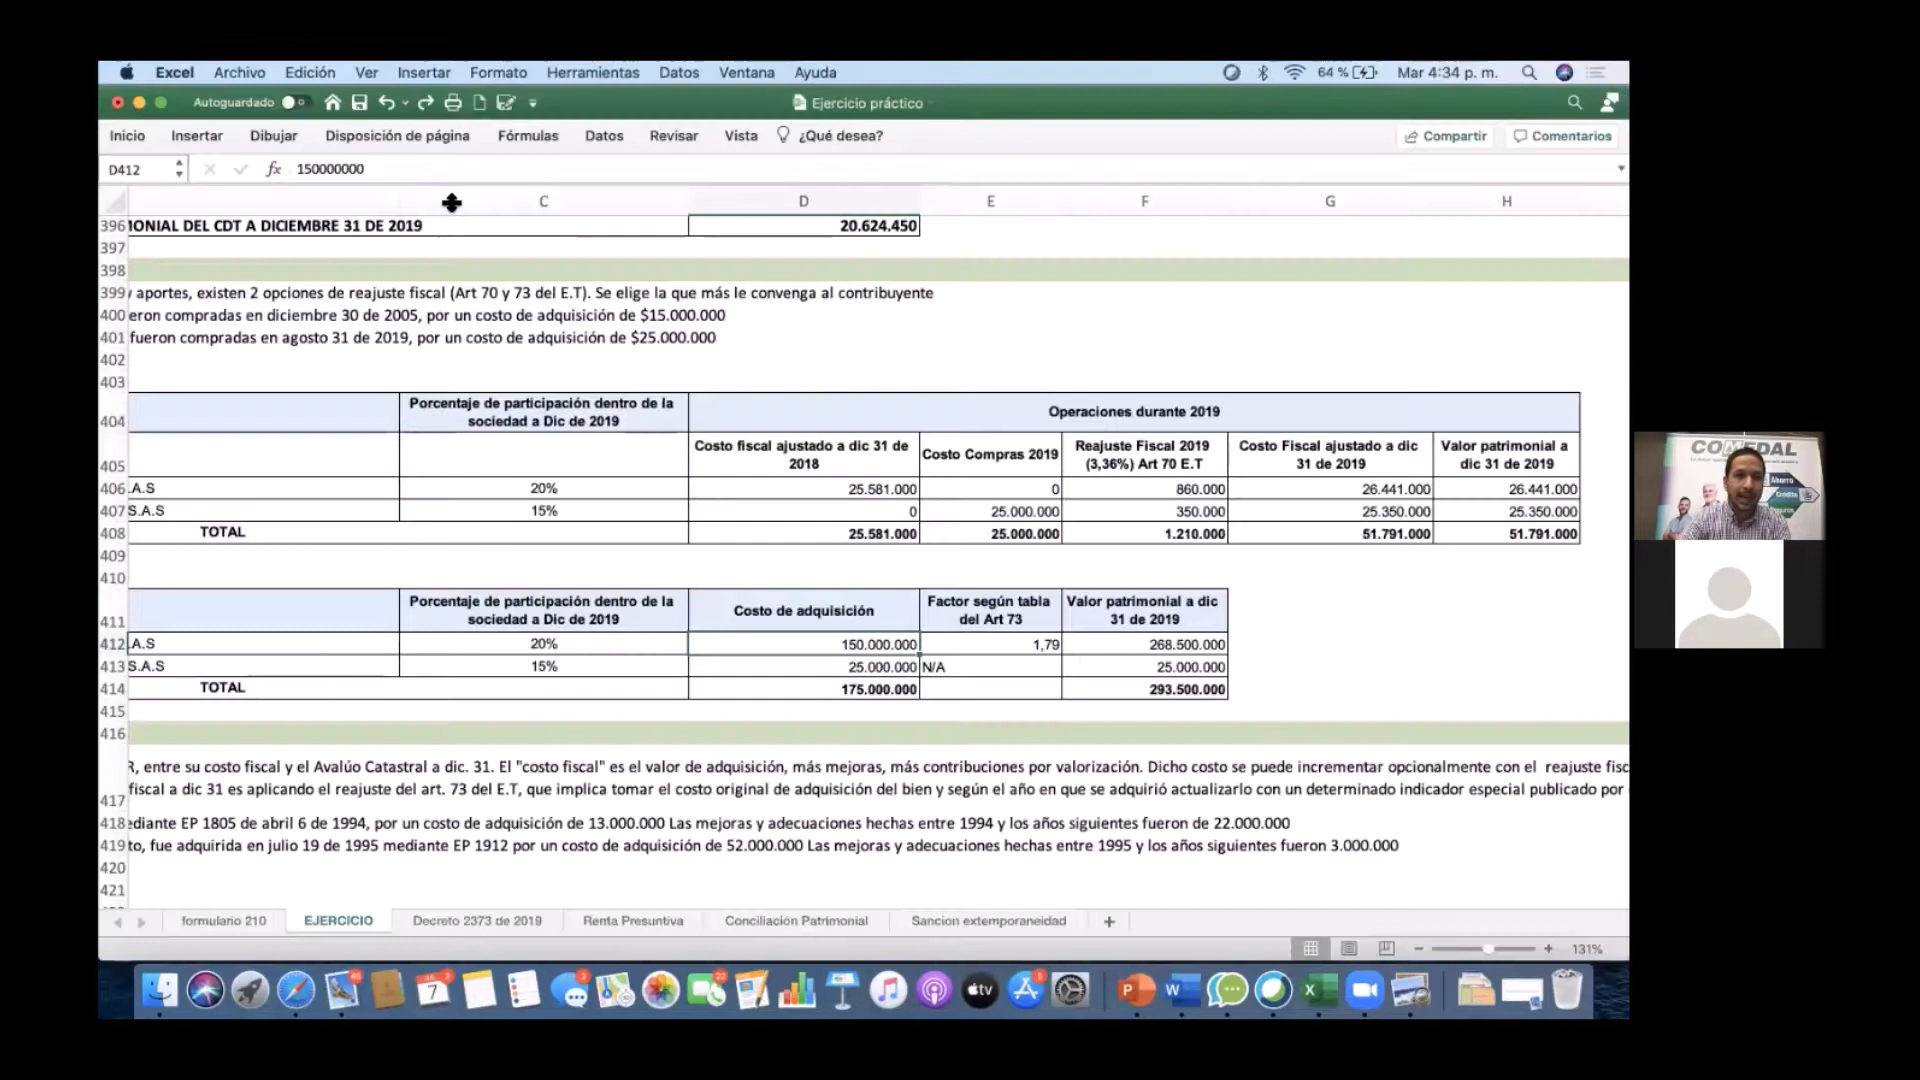 Excel Archivo Edición Ver Insertar Formato Herramientas Datos Ventana Ayuda 64 % Mar 4:34 p. m.
Autoguardado Ejercicio práctico
Inicio Insertar Dibujar Disposición de página Fórmulas Datos Revisar Vista ¿Qué desea? Compartir Comentarios
D412 fx 150000000
C D E F G H
396 IONIAL DEL CDT A DICIEMBRE 31 DE 2019 20.624.450
397
398
399 aportes, existen 2 opciones de reajuste fiscal (Art 70 y 73 del E.T). Se elige la que más le convenga al contribuyente
400 eron compradas en diciembre 30 de 2005, por un costo de adquisición de $15.000.000
401 fueron compradas en agosto 31 de 2019, por un costo de adquisición de $25.000.000
402
403
404 Porcentaje de participación dentro de la sociedad a Dic de 2019 Operaciones durante 2019
405 Costo fiscal ajustado a dic 31 de 2018 Costo Compras 2019 Reajuste Fiscal 2019 (3,36%) Art 70 E.T Costo Fiscal ajustado a dic 31 de 2019 Valor patrimonial a dic 31 de 2019
406 .A.S 20% 25.581.000 0 860.000 26.441.000 26.441.000
407 S.A.S 15% 0 25.000.000 350.000 25.350.000 25.350.000
408 TOTAL 25.581.000 25.000.000 1.210.000 51.791.000 51.791.000
409
410
411 Porcentaje de participación dentro de la sociedad a Dic de 2019 Costo de adquisición Factor según tabla del Art 73 Valor patrimonial a dic 31 de 2019
412 .A.S 20% 150.000.000 1,79 268.500.000
413 S.A.S 15% 25.000.000 N/A 25.000.000
414 TOTAL 175.000.000 293.500.000
415
416
R, entre su costo fiscal y el Avalúo Catastral a dic. 31. El "costo fiscal" es el valor de adquisición, más mejoras, más contribuciones por valorización. Dicho costo se puede incrementar opcionalmente con el reajuste fisc
417 fiscal a dic 31 es aplicando el reajuste del art. 73 del E.T, que implica tomar el costo original de adquisición del bien y según el año en que se adquirió actualizarlo con un determinado indicador especial publicado por
418 ediante EP 1805 de abril 6 de 1994, por un costo de adquisición de 13.000.000 Las mejoras y adecuaciones hechas entre 1994 y los años siguientes fueron de 22.000.000
419 to, fue adquirida en julio 19 de 1995 mediante EP 1912 por un costo de adquisición de 52.000.000 Las mejoras y adecuaciones hechas entre 1995 y los años siguientes fueron 3.000.000
420
421
formulario 210 EJERCICIO Decreto 2373 de 2019 Renta Presuntiva Conciliación Patrimonial Sancion extemporaneidad +
131%
COMEDAL
Ahorro
Crédito
7
tv
P W X